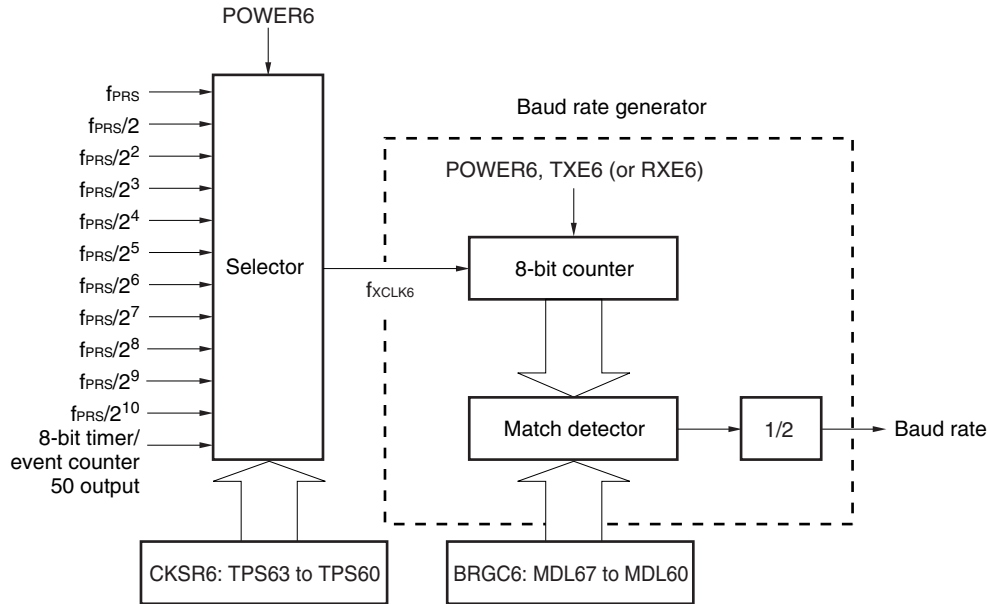 POWER6
fPRS
fPRS/2
fPRS/2²
fPRS/2³
fPRS/2⁴
fPRS/2⁵
fPRS/2⁶
fPRS/2⁷
fPRS/2⁸
fPRS/2⁹
fPRS/2¹⁰
8-bit timer/
event counter
50 output
Selector
fXCLK6
Baud rate generator
POWER6, TXE6 (or RXE6)
8-bit counter
Match detector
1/2
Baud rate
CKSR6: TPS63 to TPS60
BRGC6: MDL67 to MDL60